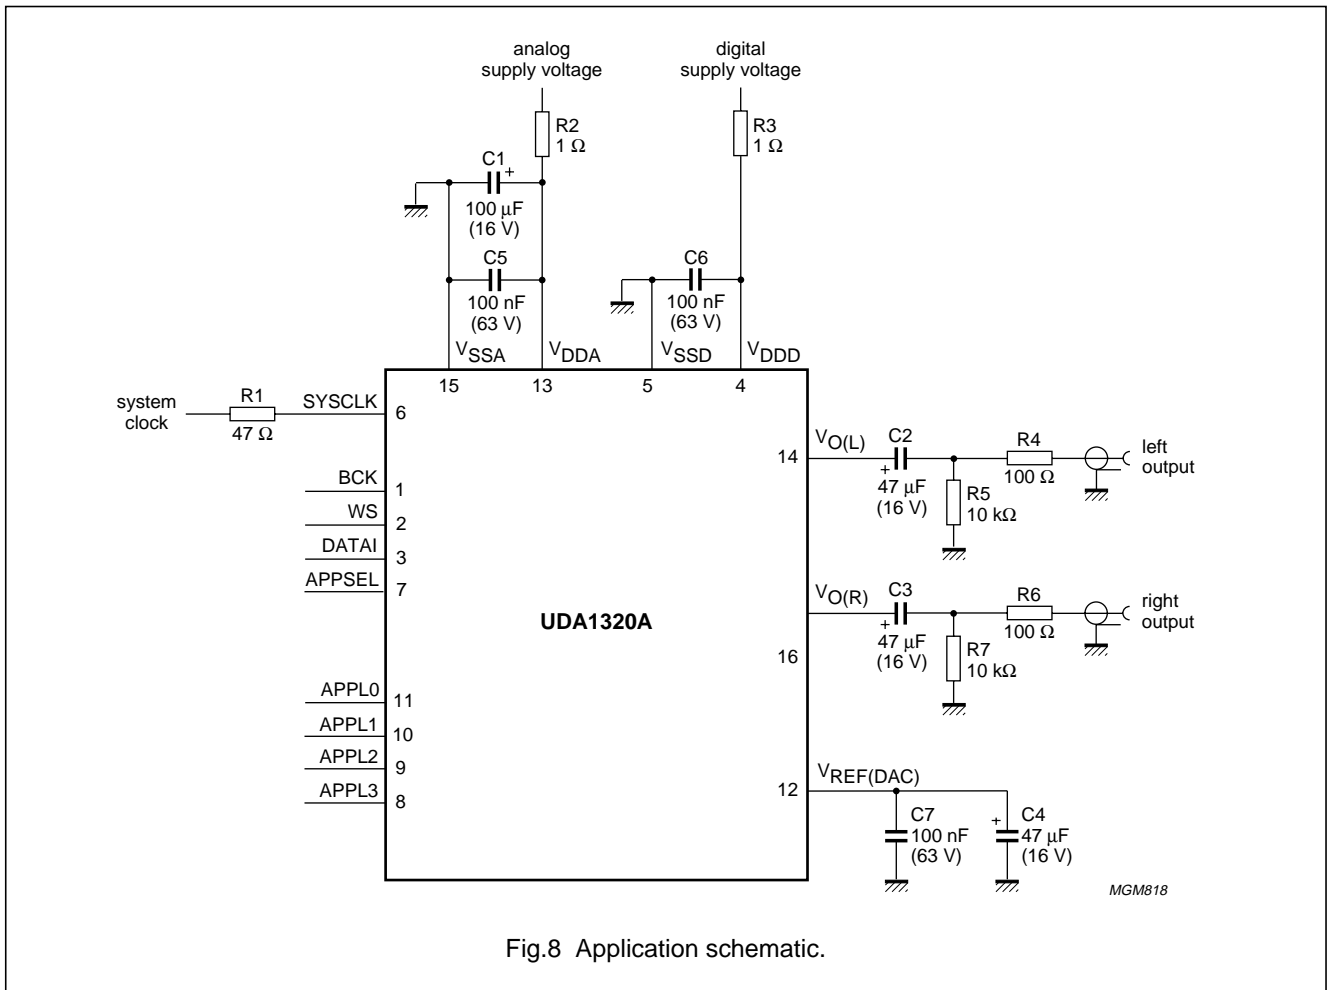 analog
supply voltage
digital
supply voltage
R2
1 Ω
R3
1 Ω
C1
+
100 μF
(16 V)
C5
100 nF
(63 V)
C6
100 nF
(63 V)
VSSA
VDDA
VSSD
VDDD
15
13
5
4
system
clock
R1
47 Ω
SYSCLK
6
BCK
1
WS
2
DATAI
3
APPSEL
7
APPL0
11
APPL1
10
APPL2
9
APPL3
8
UDA1320A
14
VO(L)
C2
+
47 μF
(16 V)
R5
10 kΩ
R4
100 Ω
left
output
VO(R)
16
C3
+
47 μF
(16 V)
R7
10 kΩ
R6
100 Ω
right
output
12
VREF(DAC)
C7
100 nF
(63 V)
+
C4
47 μF
(16 V)
MGM818
Fig.8 Application schematic.